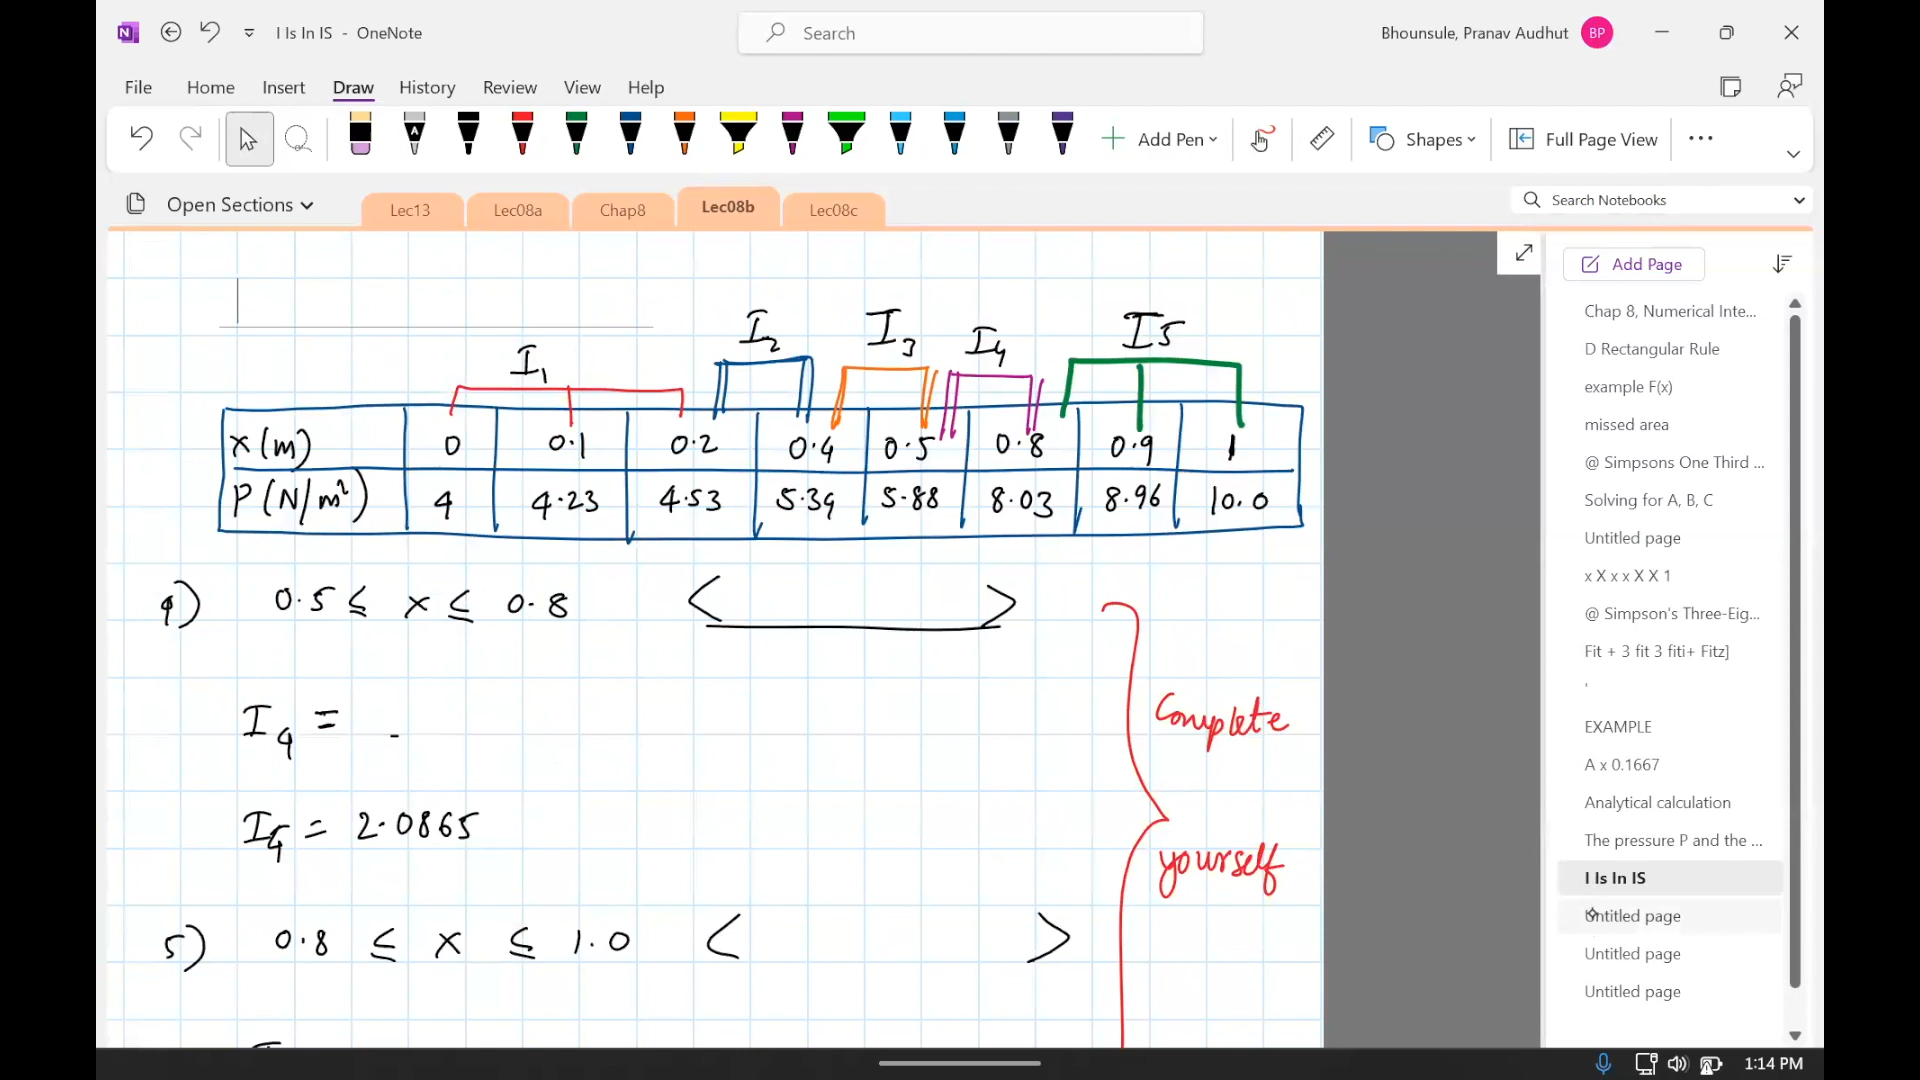 I Is In IS - OneNote
Search
Bhounsule, Pranav Audhut
BP
File Home Insert Draw History Review View Help
A
Add Pen
Shapes
Full Page View
Open Sections
Lec13
Lec08a
Chap8
Lec08b
Lec08c
Search Notebooks
I₁ I₂ I₃ I₄ I5
x (m) 0 0.1 0.2 0.4 0.5 0.8 0.9 1
P (N/m²) 4 4.23 4.53 5.34 5.88 8.03 8.96 10.0
4) 0.5 ≤ x ≤ 0.8 < >
I₄ = -
Complete
I₄ = 2.0865
yourself
5) 0.8 ≤ x ≤ 1.0 < >
Add Page
Chap 8, Numerical Inte...
D Rectangular Rule
example F(x)
missed area
@ Simpsons One Third ...
Solving for A, B, C
Untitled page
x X x x X X 1
@ Simpson's Three-Eig...
Fit + 3 fit 3 fiti+ Fitz]
'
EXAMPLE
A x 0.1667
Analytical calculation
The pressure P and the ...
I Is In IS
Untitled page
Untitled page
Untitled page
1:14 PM